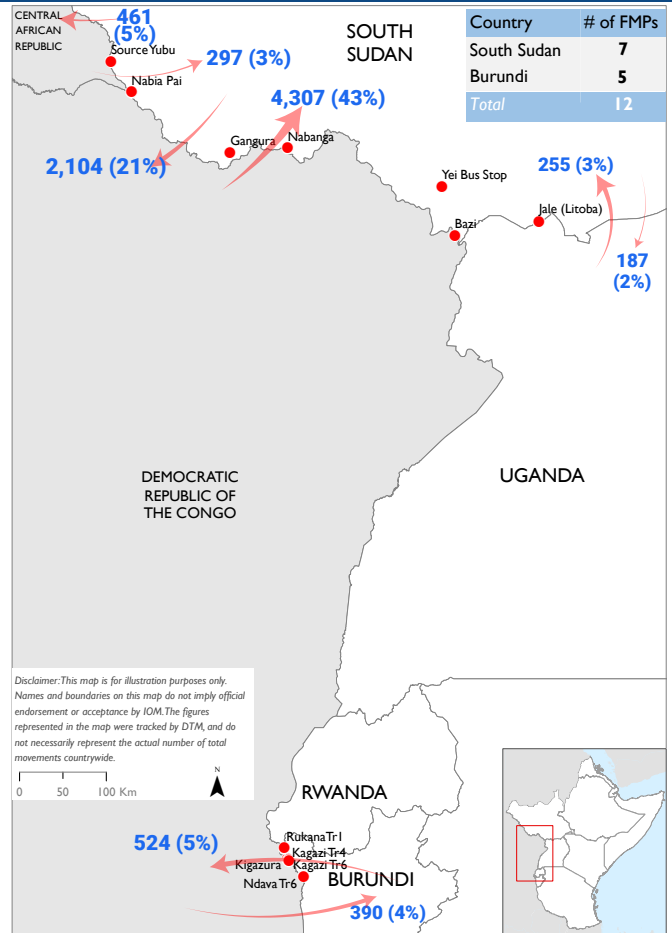 CENTRAL
AFRICAN
REPUBLIC
461
(5%)
Source Yubu
297 (3%)
Nabia Pai
SOUTH
SUDAN
Country # of FMPs
South Sudan 7
Burundi 5
Total 12
4,307 (43%)
Gangura
Nabanga
2,104 (21%)
Yei Bus Stop
255 (3%)
Jale (Litoba)
Bazi
187
(2%)
DEMOCRATIC
REPUBLIC OF
THE CONGO
UGANDA
Disclaimer: This map is for illustration purposes only.
Names and boundaries on this map do not imply official
endorsement or acceptance by IOM. The figures
represented in the map were tracked by DTM, and do
not necessarily represent the actual number of total
movements countrywide.
0 50 100 Km
N
RWANDA
524 (5%)
Rukana Tr1
Kagazi Tr4
Kigazura
Kagazi Tr6
Ndava Tr6
BURUNDI
390 (4%)